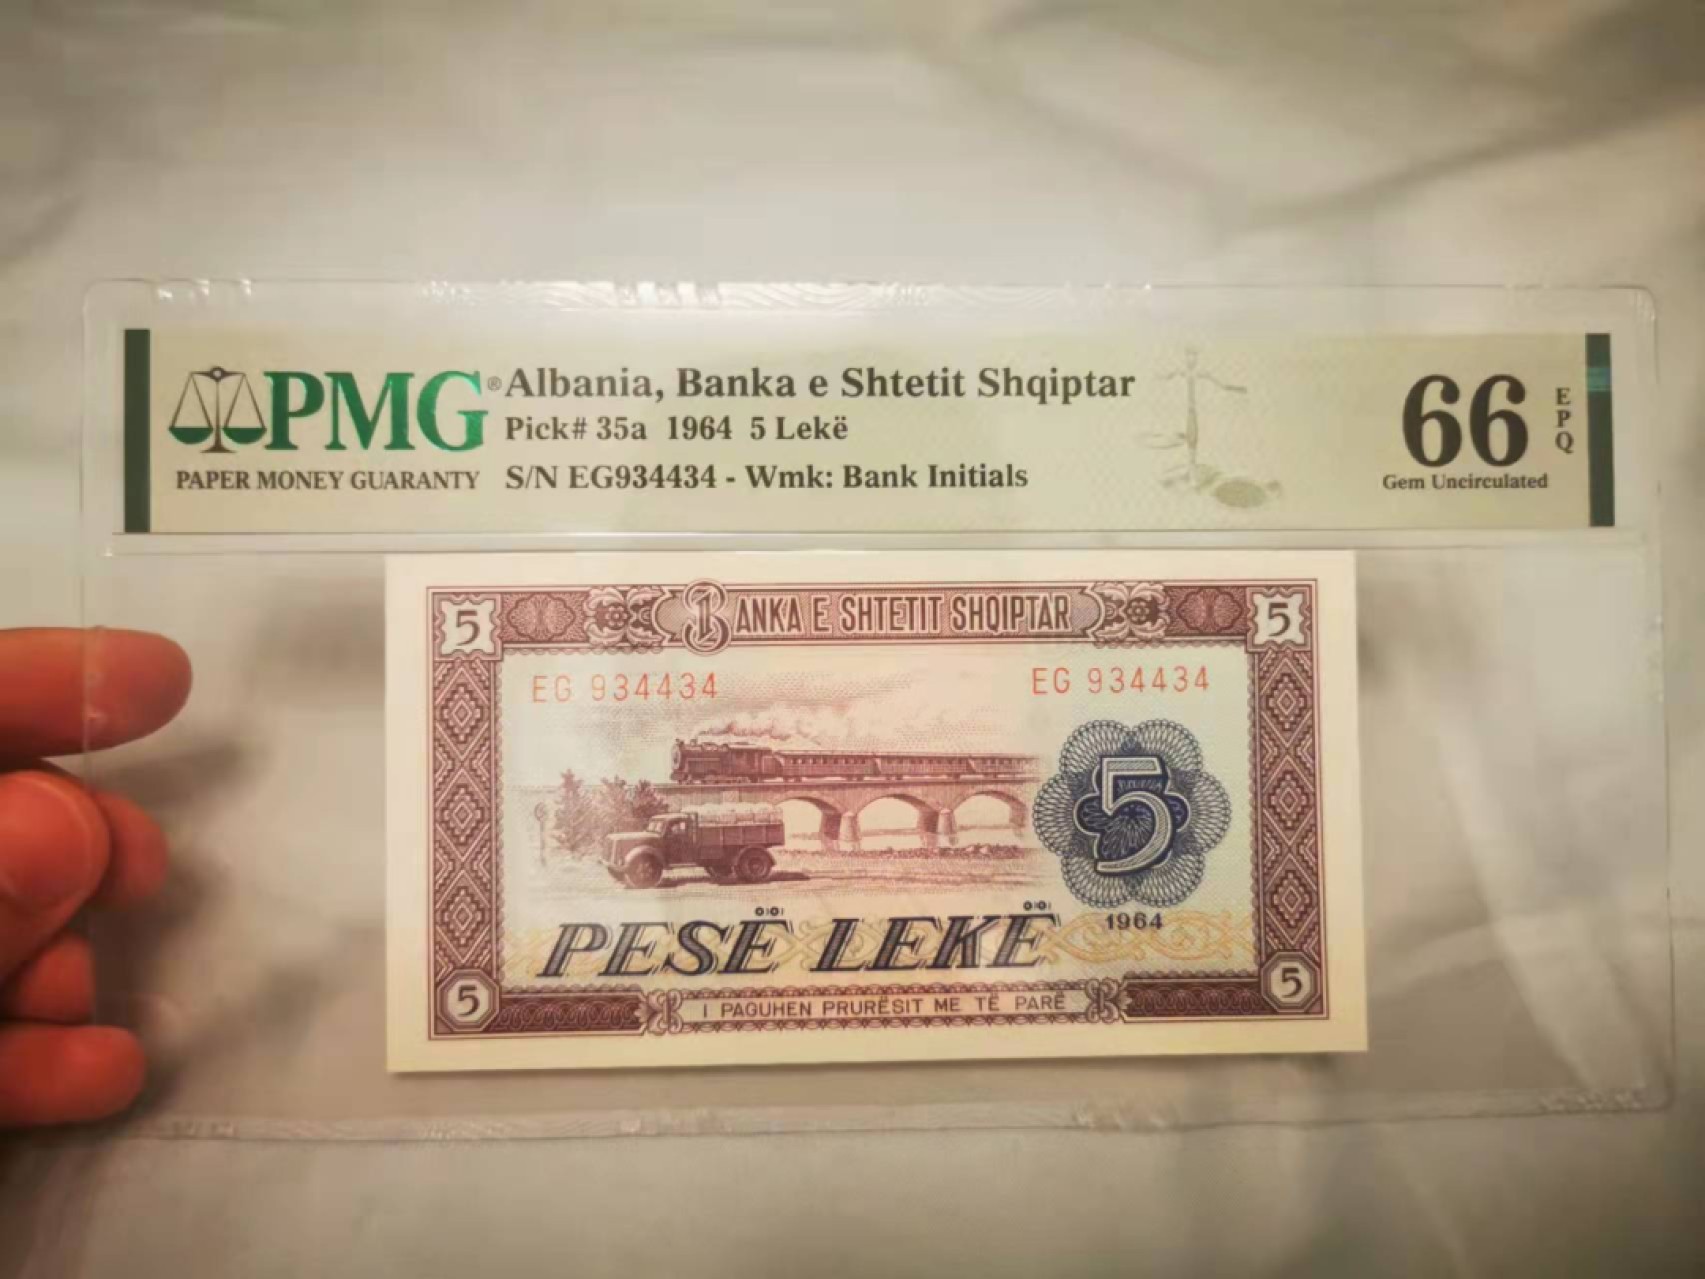 PMG®
PAPER MONEY GUARANTY
Albania, Banka e Shtetit Shqiptar
Pick# 35a 1964 5 Lekë
S/N EG934434 - Wmk: Bank Initials
66
EPQ
Gem Uncirculated
5
BANKA E SHTETIT SHQIPTAR
5
EG 934434
EG 934434
5
1964
PESË LEKË
5
I PAGUHEN PRURËSIT ME TË PARË
5